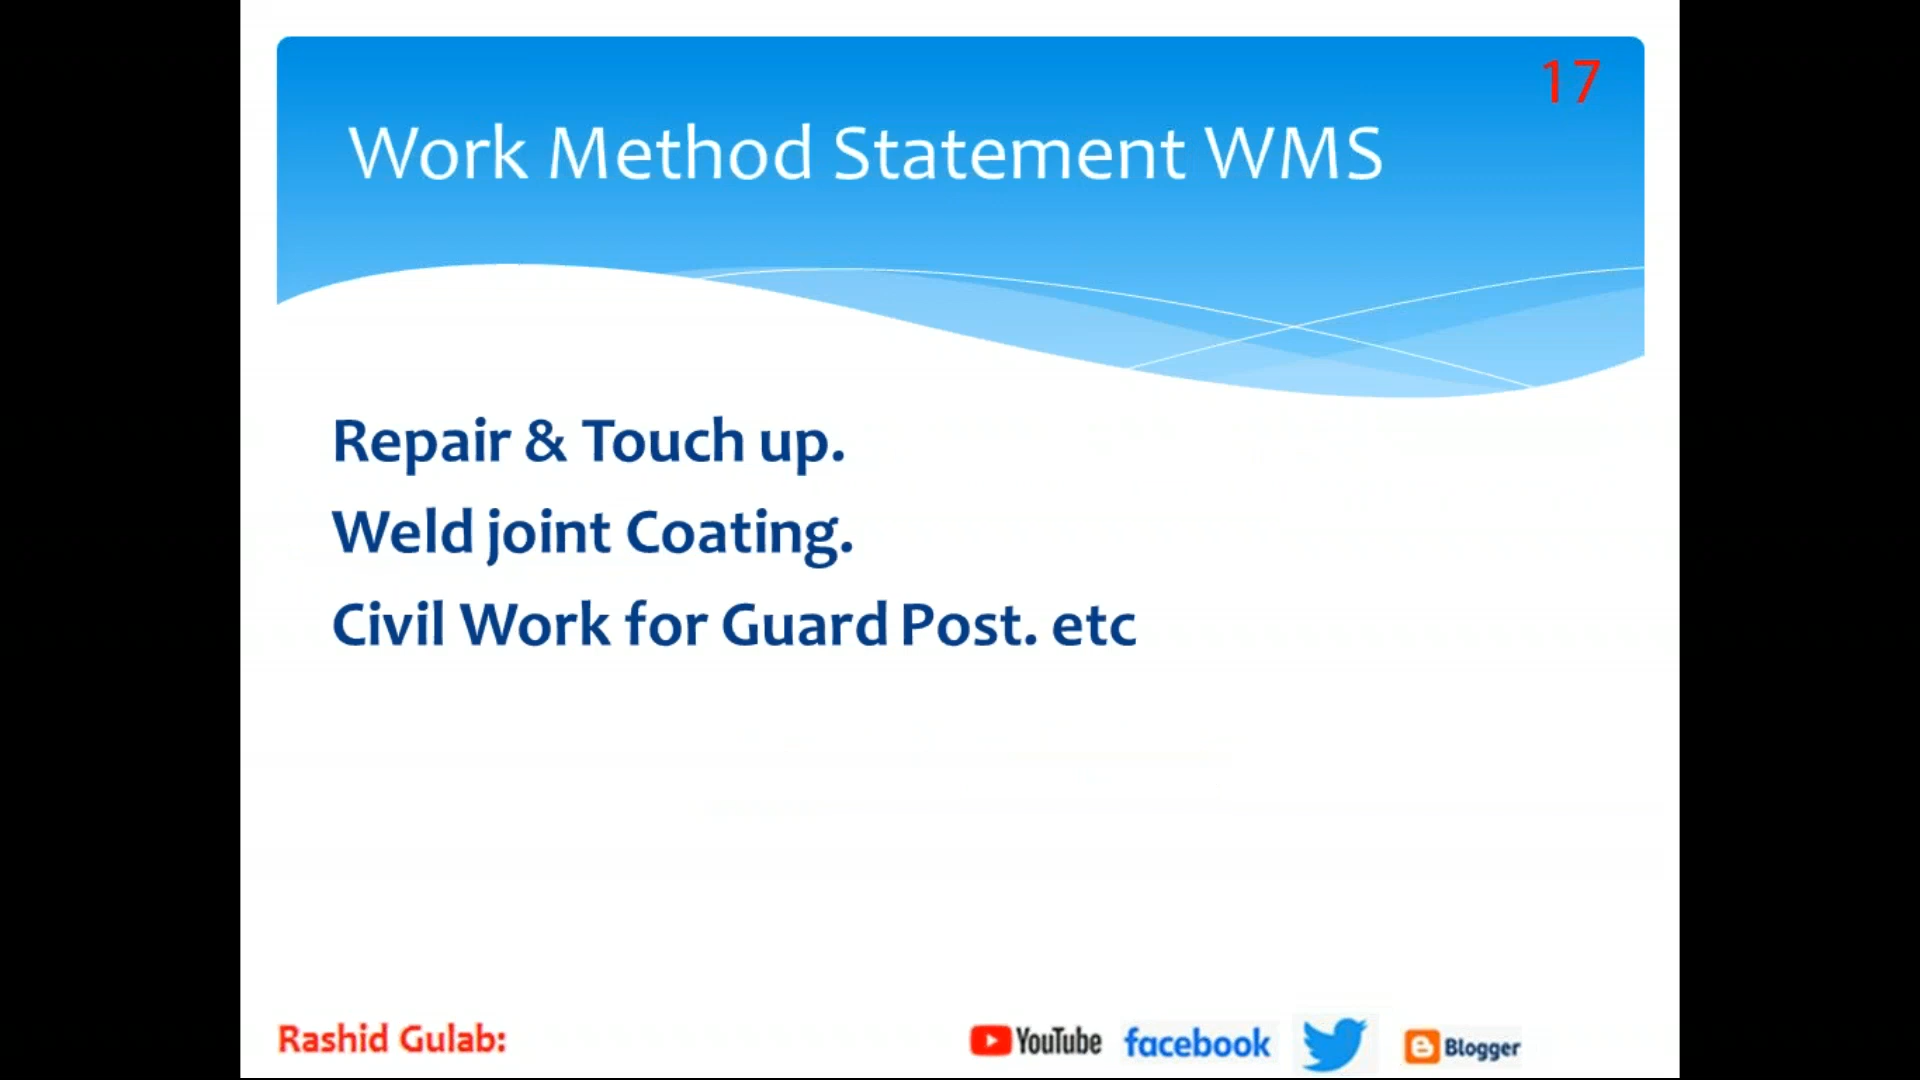 17
Work Method Statement WMS
Repair & Touch up.
Weld joint Coating.
Civil Work for Guard Post. etc
Rashid Gulab: YouTube facebook Blogger